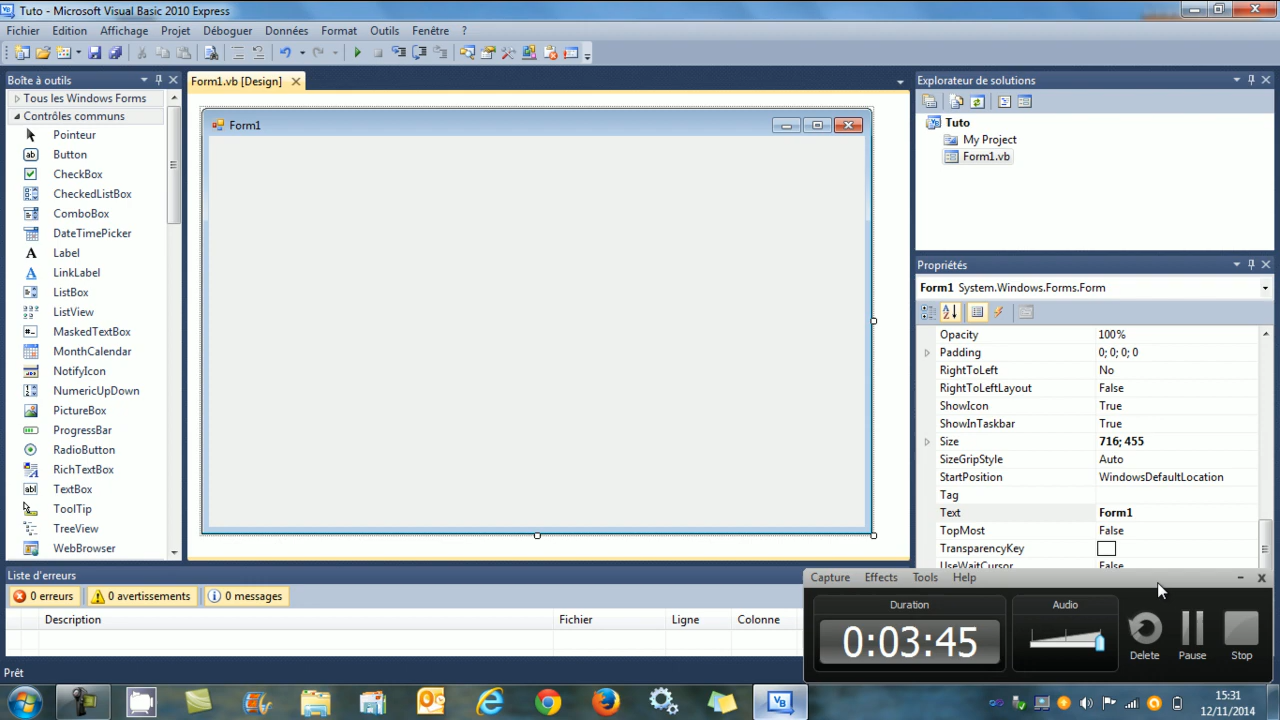 Tuto - Microsoft Visual Basic 2010 Express
Fichier Edition Affichage Projet Déboguer Données Format Outils Fenêtre ?
Boîte à outils
Tous les Windows Forms
Contrôles communs
Pointeur
Button
CheckBox
CheckedListBox
ComboBox
DateTimePicker
Label
LinkLabel
ListBox
ListView
MaskedTextBox
MonthCalendar
NotifyIcon
NumericUpDown
PictureBox
ProgressBar
RadioButton
RichTextBox
TextBox
ToolTip
TreeView
WebBrowser
Form1.vb [Design]
Form1
Explorateur de solutions
Tuto
My Project
Form1.vb
Propriétés
Form1 System.Windows.Forms.Form
Opacity 100%
Padding 0; 0; 0; 0
RightToLeft No
RightToLeftLayout False
ShowIcon True
ShowInTaskbar True
Size 716; 455
SizeGripStyle Auto
StartPosition WindowsDefaultLocation
Tag
Text Form1
TopMost False
TransparencyKey
UseWaitCursor False
Liste d'erreurs
0 erreurs 0 avertissements 0 messages
Description Fichier Ligne Colonne
Capture Effects Tools Help
Duration
0:03:45
Audio
Delete Pause Stop
Prêt
15:31
12/11/2014